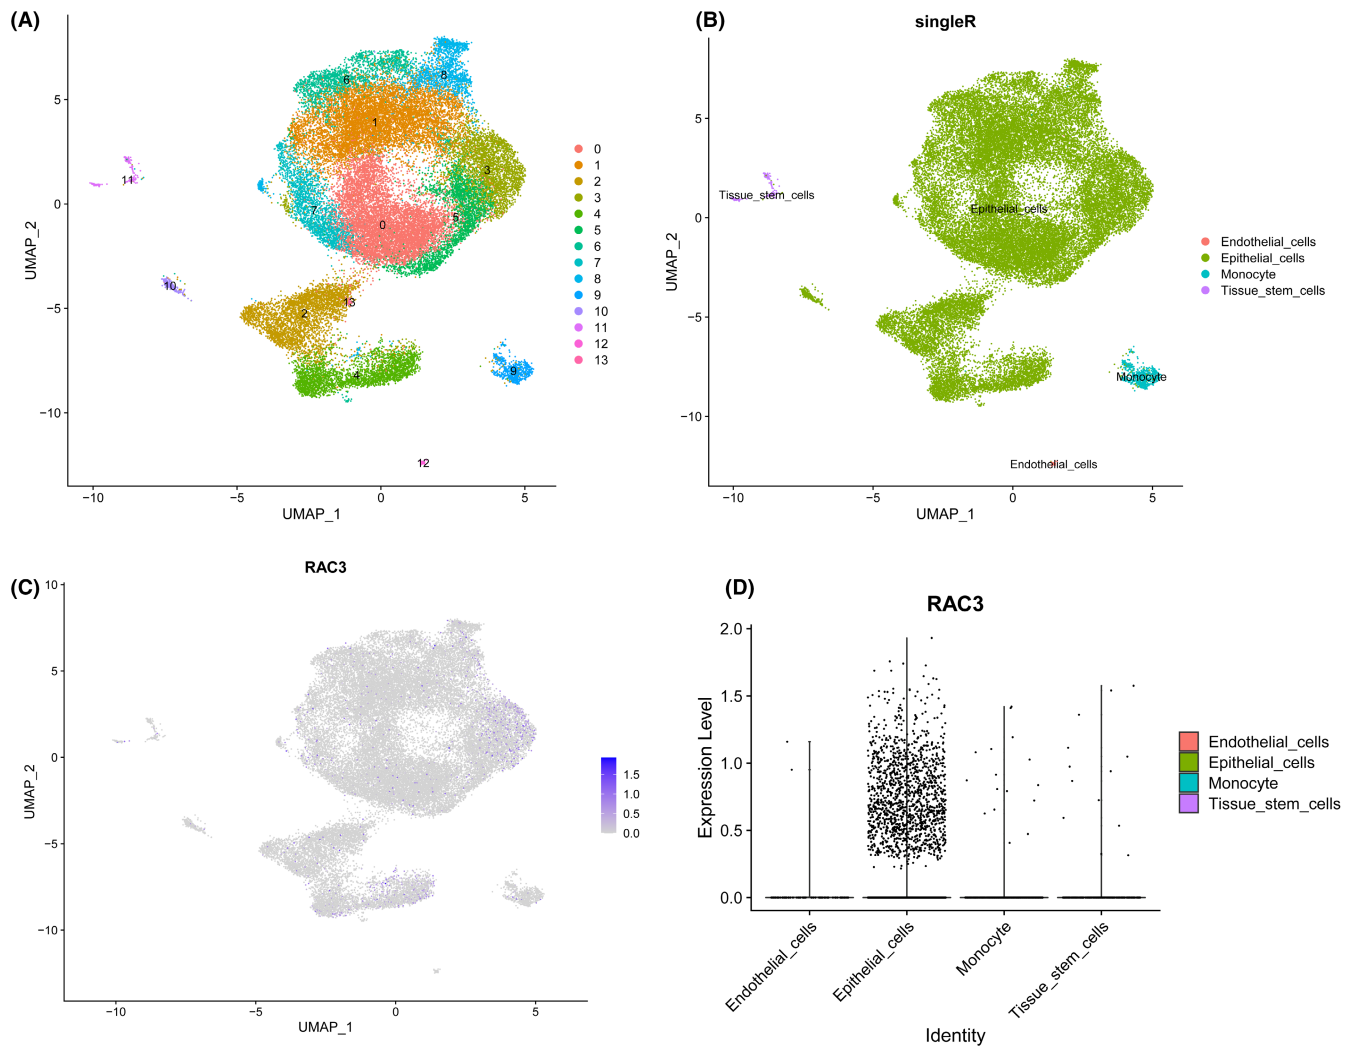 (A)
UMAP_2
5
0
−5
−10
−10
−5
0
5
UMAP_1
6
8
1
3
11
7
5
0
10
13
2
4
9
12
0
1
2
3
4
5
6
7
8
9
10
11
12
13
(B)
singleR
UMAP_2
5
0
−5
−10
−10
−5
0
5
UMAP_1
Tissue_stem_cells
Epithelial_cells
Monocyte
Endothelial_cells
Endothelial_cells
Epithelial_cells
Monocyte
Tissue_stem_cells
(C)
RAC3
UMAP_2
10
5
0
−5
−10
−10
−5
0
5
UMAP_1
1.5
1.0
0.5
0.0
(D)
RAC3
Expression Level
2.0
1.5
1.0
0.5
0.0
Endothelial_cells
Epithelial_cells
Monocyte
Tissue_stem_cells
Identity
Endothelial_cells
Epithelial_cells
Monocyte
Tissue_stem_cells